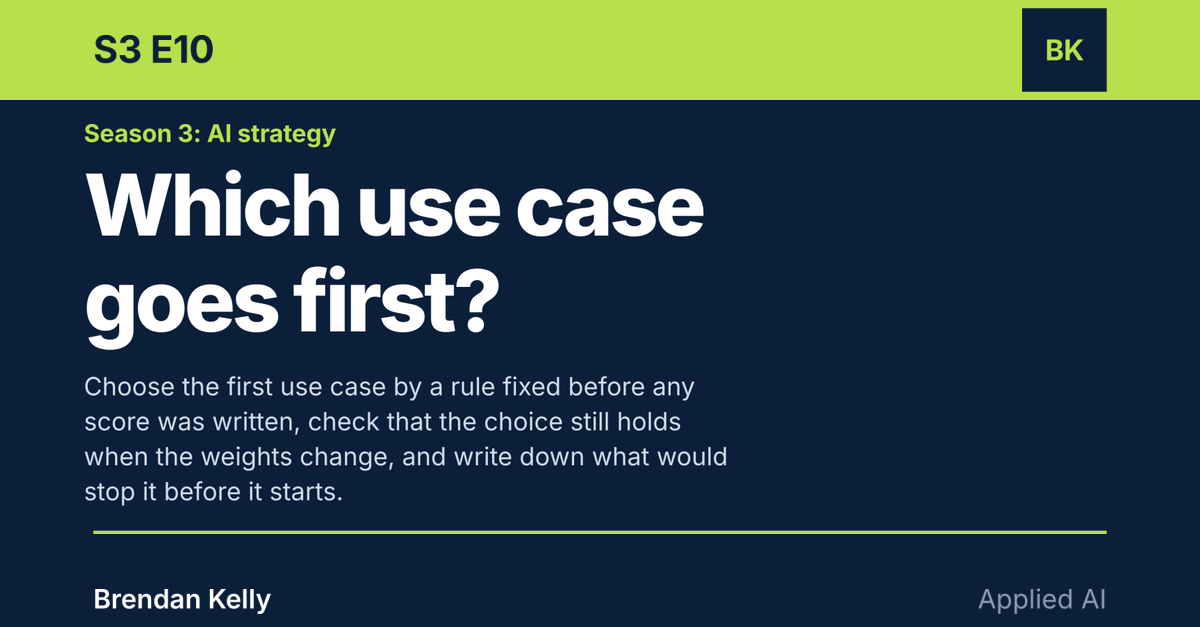 S3 E10
BK
Season 3: AI strategy
Which use case
goes first?
Choose the first use case by a rule fixed before any
score was written, check that the choice still holds
when the weights change, and write down what would
stop it before it starts.
Brendan Kelly
Applied AI